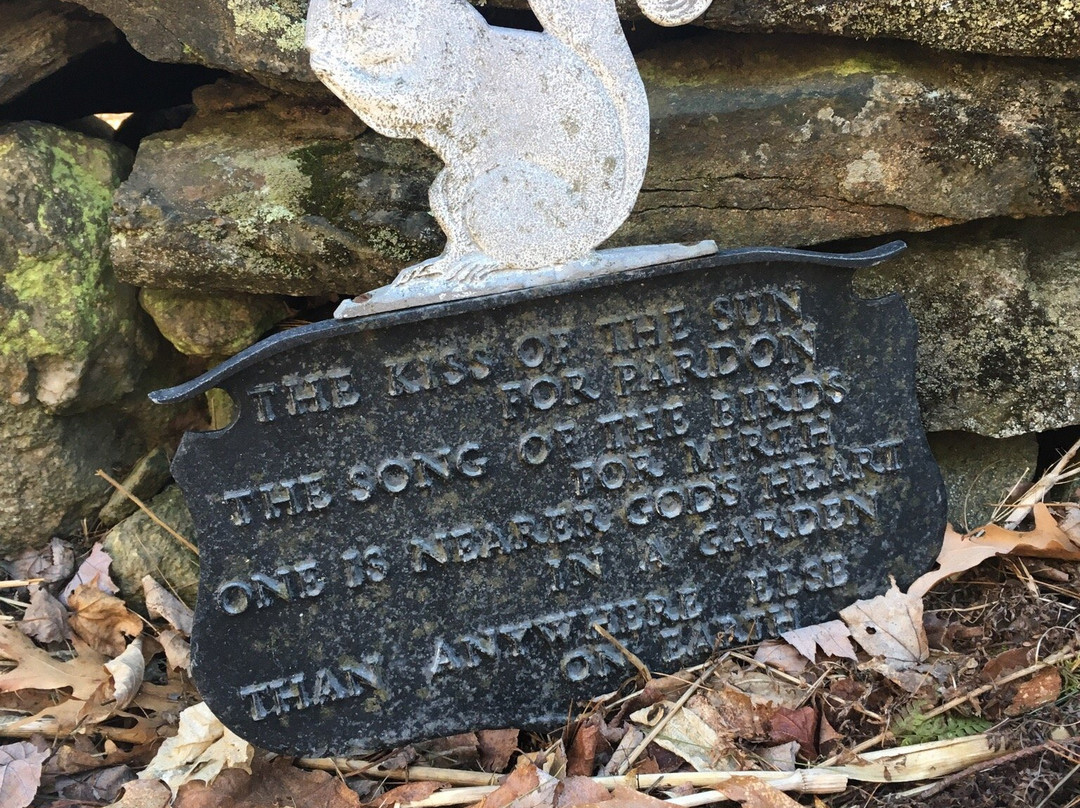 THE KISS OF THE SUN
FOR PARDON
THE SONG OF THE BIRDS
FOR MIRTH
ONE IS NEARER GODS HEART
IN A GARDEN
THAN ANYWHERE ELSE
ON EARTH